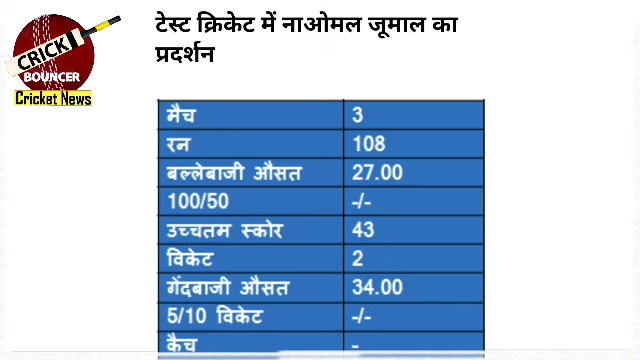 CRICK
BOUNCER
Cricket News
टेस्ट क्रिकेट में नाओमल जूमाल का
प्रदर्शन
मैच 3
रन 108
बल्लेबाजी औसत 27.00
100/50 -/-
उच्चतम स्कोर 43
विकेट 2
गेंदबाजी औसत 34.00
5/10 विकेट -/-
कैच -